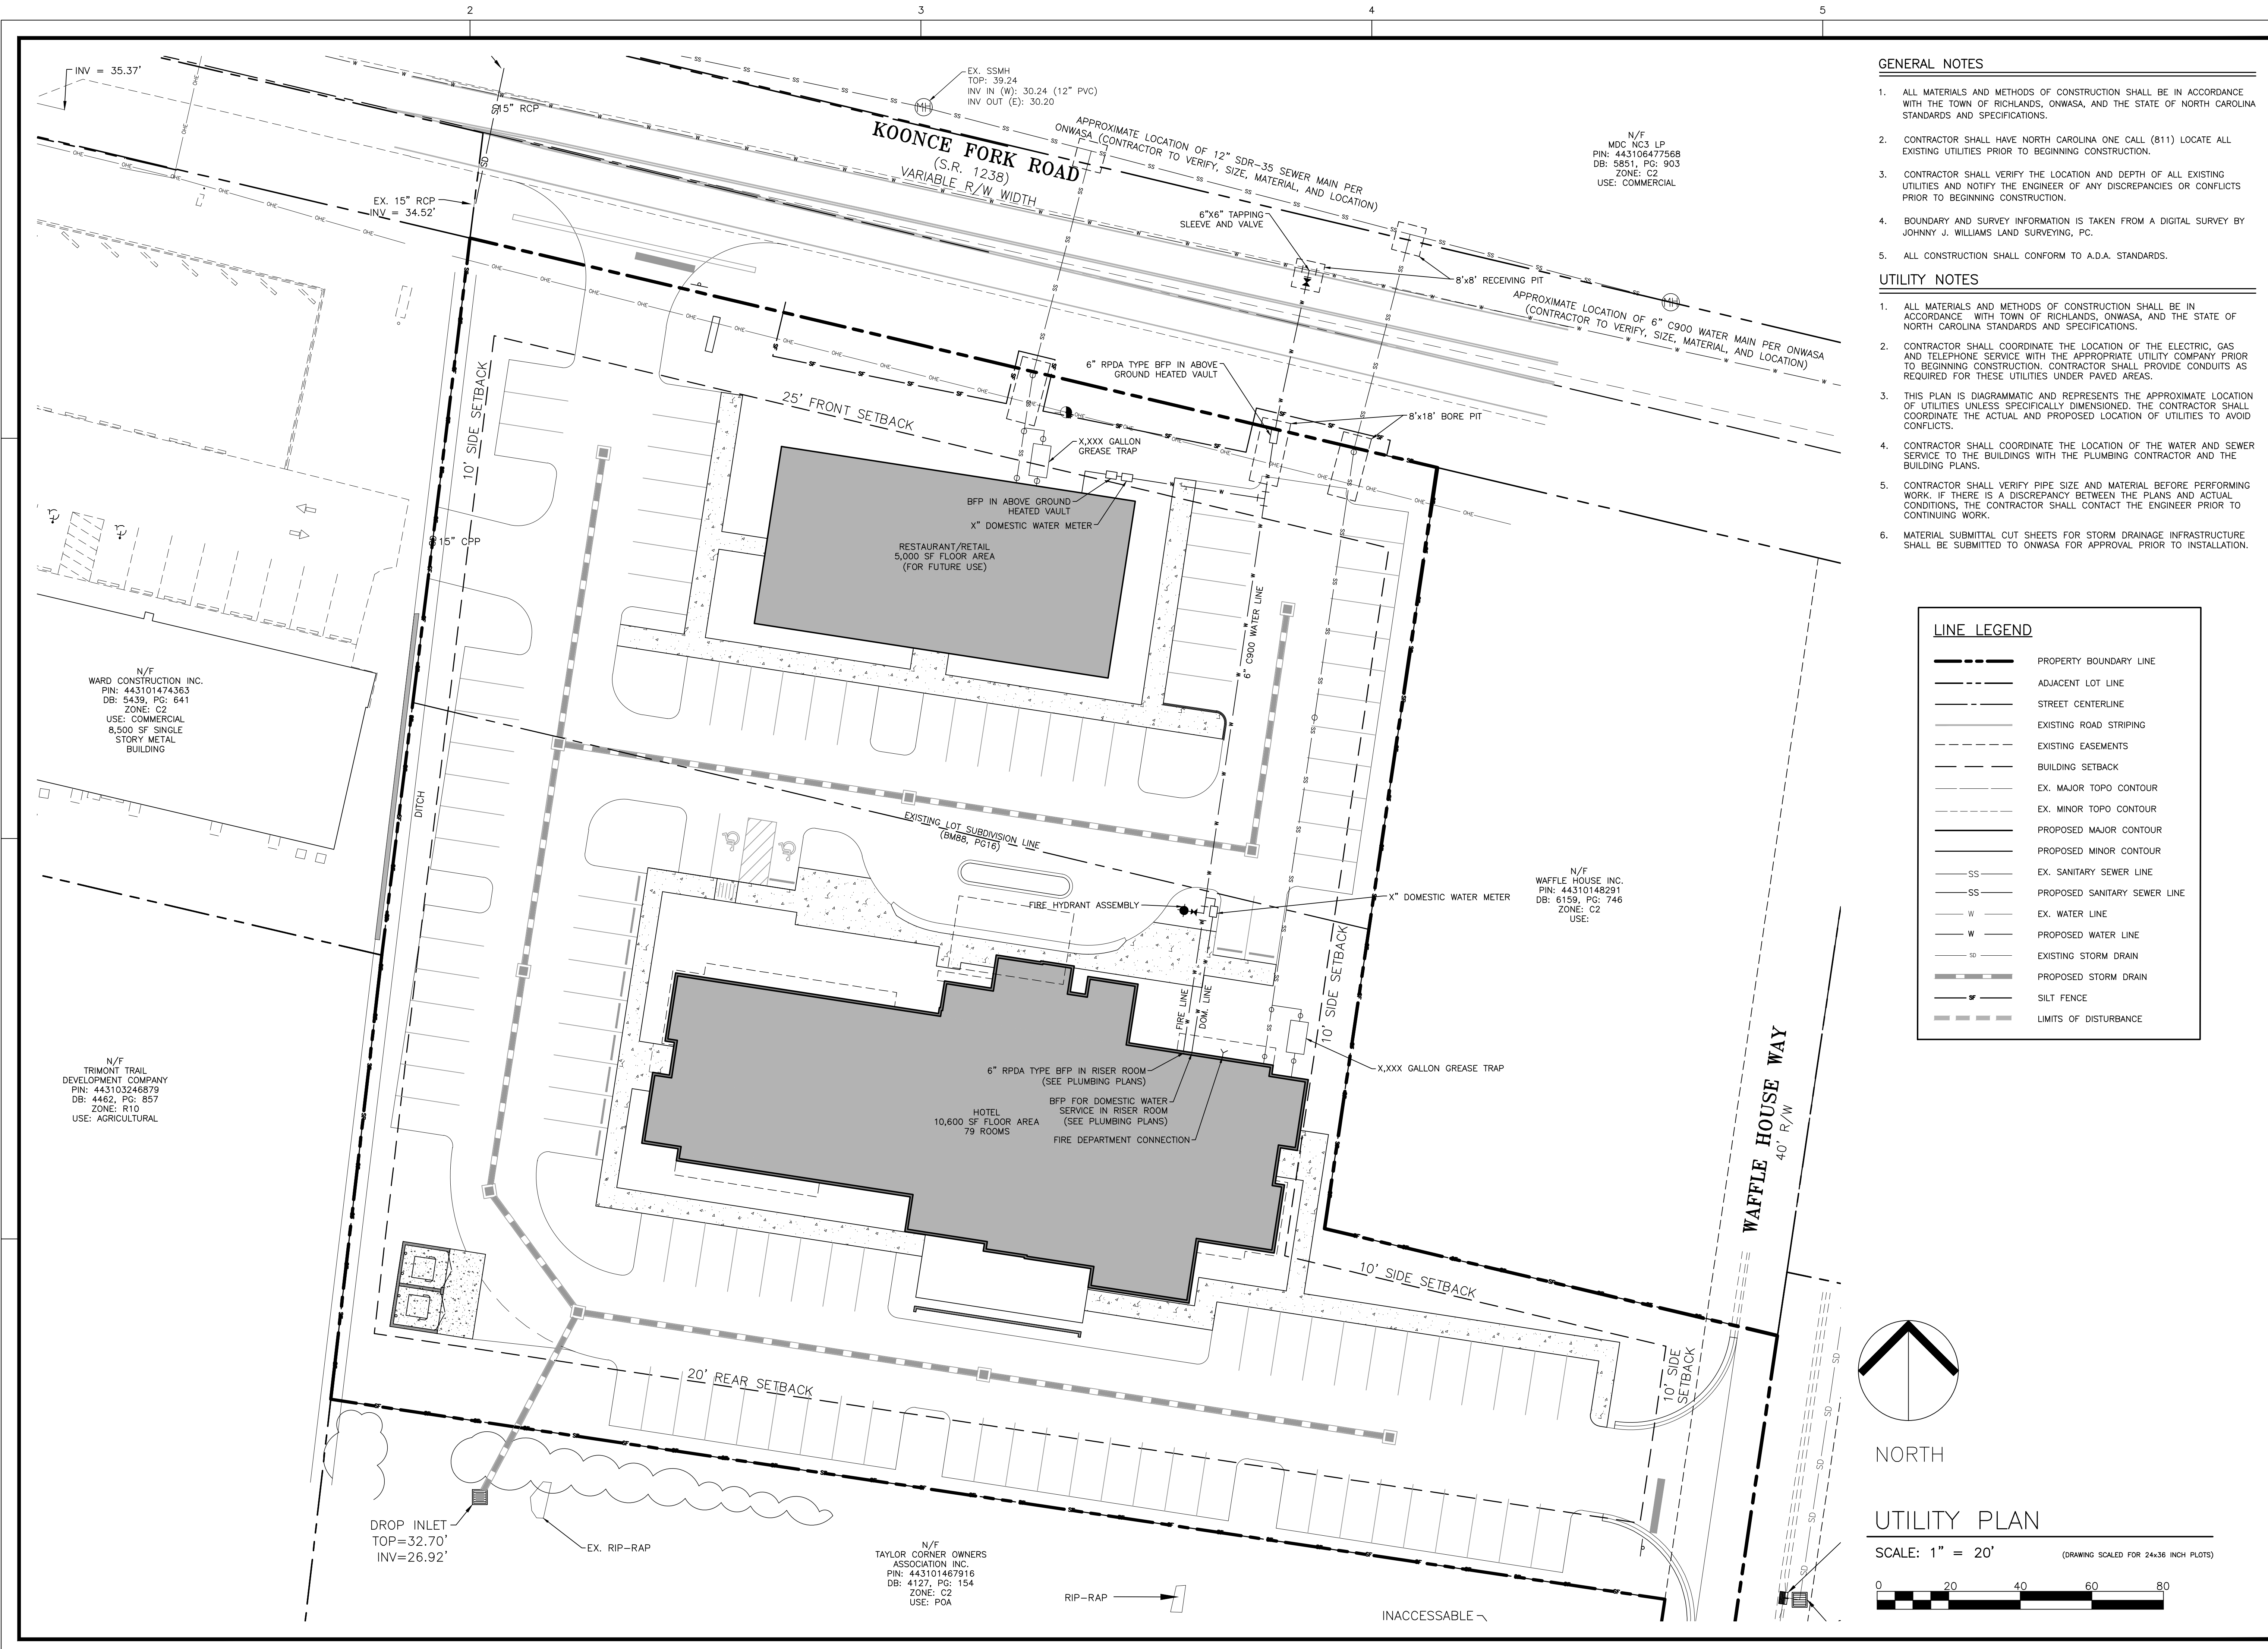 2
3
4
5
INV = 35.37'
15" RCP
EX. SSMH
TOP: 39.24
INV IN (W): 30.24 (12" PVC)
INV OUT (E): 30.20
KOONCE FORK ROAD
(S.R. 1238)
VARIABLE R/W WIDTH
APPROXIMATE LOCATION OF 12" SDR-35 SEWER MAIN PER
ONWASA (CONTRACTOR TO VERIFY, SIZE, MATERIAL, AND LOCATION)
N/F
MDC NC3 LP
PIN: 443106477568
DB: 5851, PG: 903
ZONE: C2
USE: COMMERCIAL
EX. 15" RCP
INV = 34.52'
6"X6" TAPPING
SLEEVE AND VALVE
8'x8' RECEIVING PIT
APPROXIMATE LOCATION OF 6" C900 WATER MAIN PER ONWASA
(CONTRACTOR TO VERIFY, SIZE, MATERIAL, AND LOCATION)
MH
MH
6" RPDA TYPE BFP IN ABOVE
GROUND HEATED VAULT
8'x18' BORE PIT
10' SIDE SETBACK
25' FRONT SETBACK
X,XXX GALLON
GREASE TRAP
BFP IN ABOVE GROUND
HEATED VAULT
X" DOMESTIC WATER METER
15" CPP
RESTAURANT/RETAIL
5,000 SF FLOOR AREA
(FOR FUTURE USE)
6" C900 WATER LINE
N/F
WARD CONSTRUCTION INC.
PIN: 443101474363
DB: 5439, PG: 641
ZONE: C2
USE: COMMERCIAL
8,500 SF SINGLE
STORY METAL
BUILDING
DITCH
EXISTING LOT SUBDIVISION LINE
(BM88, PG16)
FIRE HYDRANT ASSEMBLY
X" DOMESTIC WATER METER
N/F
WAFFLE HOUSE INC.
PIN: 44310148291
DB: 6159, PG: 746
ZONE: C2
USE:
10' SIDE SETBACK
FIRE LINE
DOM. LINE
N/F
TRIMONT TRAIL
DEVELOPMENT COMPANY
PIN: 443103246879
DB: 4462, PG: 857
ZONE: R10
USE: AGRICULTURAL
6" RPDA TYPE BFP IN RISER ROOM
(SEE PLUMBING PLANS)
BFP FOR DOMESTIC WATER
SERVICE IN RISER ROOM
(SEE PLUMBING PLANS)
FIRE DEPARTMENT CONNECTION
HOTEL
10,600 SF FLOOR AREA
79 ROOMS
X,XXX GALLON GREASE TRAP
WAFFLE HOUSE WAY
40' R/W
10' SIDE SETBACK
10' SIDE
SETBACK
20' REAR SETBACK
DROP INLET
TOP=32.70'
INV=26.92'
EX. RIP-RAP
N/F
TAYLOR CORNER OWNERS
ASSOCIATION INC.
PIN: 443101467916
DB: 4127, PG: 154
ZONE: C2
USE: POA
RIP-RAP
INACCESSABLE
GENERAL NOTES
1. ALL MATERIALS AND METHODS OF CONSTRUCTION SHALL BE IN ACCORDANCE
WITH THE TOWN OF RICHLANDS, ONWASA, AND THE STATE OF NORTH CAROLINA
STANDARDS AND SPECIFICATIONS.
2. CONTRACTOR SHALL HAVE NORTH CAROLINA ONE CALL (811) LOCATE ALL
EXISTING UTILITIES PRIOR TO BEGINNING CONSTRUCTION.
3. CONTRACTOR SHALL VERIFY THE LOCATION AND DEPTH OF ALL EXISTING
UTILITIES AND NOTIFY THE ENGINEER OF ANY DISCREPANCIES OR CONFLICTS
PRIOR TO BEGINNING CONSTRUCTION.
4. BOUNDARY AND SURVEY INFORMATION IS TAKEN FROM A DIGITAL SURVEY BY
JOHNNY J. WILLIAMS LAND SURVEYING, PC.
5. ALL CONSTRUCTION SHALL CONFORM TO A.D.A. STANDARDS.
UTILITY NOTES
1. ALL MATERIALS AND METHODS OF CONSTRUCTION SHALL BE IN
ACCORDANCE WITH TOWN OF RICHLANDS, ONWASA, AND THE STATE OF
NORTH CAROLINA STANDARDS AND SPECIFICATIONS.
2. CONTRACTOR SHALL COORDINATE THE LOCATION OF THE ELECTRIC, GAS
AND TELEPHONE SERVICE WITH THE APPROPRIATE UTILITY COMPANY PRIOR
TO BEGINNING CONSTRUCTION. CONTRACTOR SHALL PROVIDE CONDUITS AS
REQUIRED FOR THESE UTILITIES UNDER PAVED AREAS.
3. THIS PLAN IS DIAGRAMMATIC AND REPRESENTS THE APPROXIMATE LOCATION
OF UTILITIES UNLESS SPECIFICALLY DIMENSIONED. THE CONTRACTOR SHALL
COORDINATE THE ACTUAL AND PROPOSED LOCATION OF UTILITIES TO AVOID
CONFLICTS.
4. CONTRACTOR SHALL COORDINATE THE LOCATION OF THE WATER AND SEWER
SERVICE TO THE BUILDINGS WITH THE PLUMBING CONTRACTOR AND THE
BUILDING PLANS.
5. CONTRACTOR SHALL VERIFY PIPE SIZE AND MATERIAL BEFORE PERFORMING
WORK. IF THERE IS A DISCREPANCY BETWEEN THE PLANS AND ACTUAL
CONDITIONS, THE CONTRACTOR SHALL CONTACT THE ENGINEER PRIOR TO
CONTINUING WORK.
6. MATERIAL SUBMITTAL CUT SHEETS FOR STORM DRAINAGE INFRASTRUCTURE
SHALL BE SUBMITTED TO ONWASA FOR APPROVAL PRIOR TO INSTALLATION.
LINE LEGEND
PROPERTY BOUNDARY LINE
ADJACENT LOT LINE
STREET CENTERLINE
EXISTING ROAD STRIPING
EXISTING EASEMENTS
BUILDING SETBACK
EX. MAJOR TOPO CONTOUR
EX. MINOR TOPO CONTOUR
PROPOSED MAJOR CONTOUR
PROPOSED MINOR CONTOUR
SS EX. SANITARY SEWER LINE
SS PROPOSED SANITARY SEWER LINE
W EX. WATER LINE
W PROPOSED WATER LINE
SD EXISTING STORM DRAIN
PROPOSED STORM DRAIN
SF SILT FENCE
LIMITS OF DISTURBANCE
NORTH
UTILITY PLAN
SCALE: 1" = 20'
(DRAWING SCALED FOR 24x36 INCH PLOTS)
0 20 40 60 80